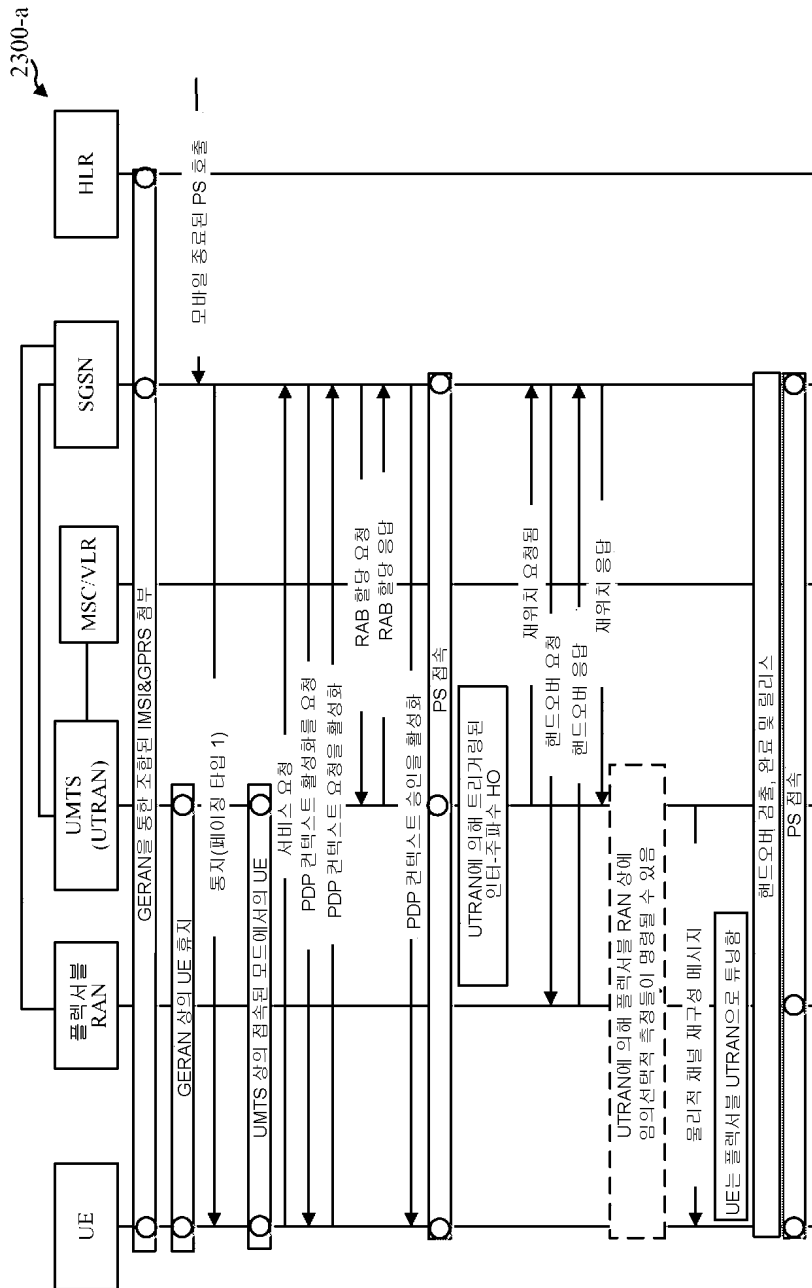 2300-a
UE
플렉서블
RAN
UMTS
(UTRAN)
MSC/VLR
SGSN
HLR
GERAN을 통한 조합된 IMSI&GPRS 첨부
GERAN 상의 UE 휴지
모바일 종료된 PS 호출
통지(페이징 타입 1)
UMTS 상의 접속된 모드에서의 UE
서비스 요청
PDP 컨텍스트 활성화를 요청
PDP 컨텍스트 요청을 활성화
RAB 할당 요청
RAB 할당 응답
PDP 컨텍스트 승인을 활성화
PS 접속
UTRAN에 의해 트리거링된
인터-주파수 HO
재위치 요청됨
핸드오버 요청
핸드오버 응답
재위치 응답
UTRAN에 의해 플렉서블 RAN 상에
임의선택적 측정들이 명령될 수 있음
물리적 채널 재구성 메시지
UE는 플렉서블 UTRAN으로 튜닝함
핸드오버 검출, 완료 및 릴리스
PS 접속